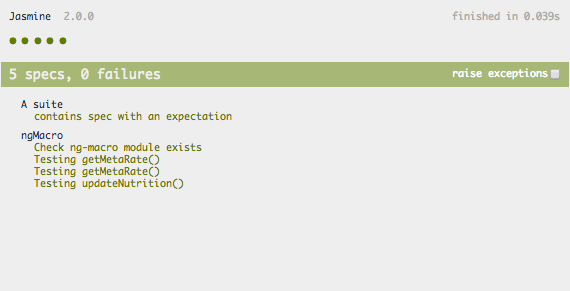 Jasmine 2.0.0 finished in 0.039s
5 specs, 0 failures raise exceptions
A suite
contains spec with an expectation
ngMacro
Check ng-macro module exists
Testing getMetaRate()
Testing getMetaRate()
Testing updateNutrition()